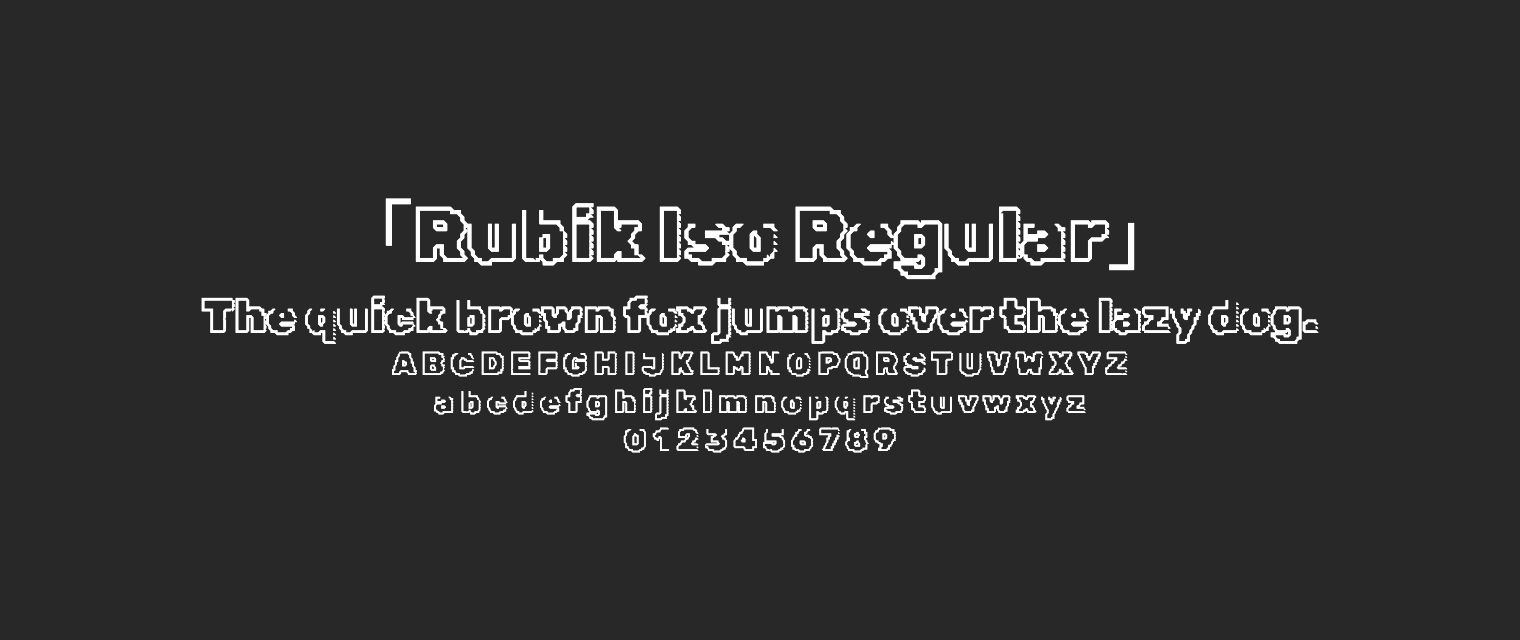 「Rubik Iso Regular」
The quick brown fox jumps over the lazy dog.
A B C D E F G H I J K L M N O P Q R S T U V W X Y Z
a b c d e f g h i j k l m n o p q r s t u v w x y z
0 1 2 3 4 5 6 7 8 9